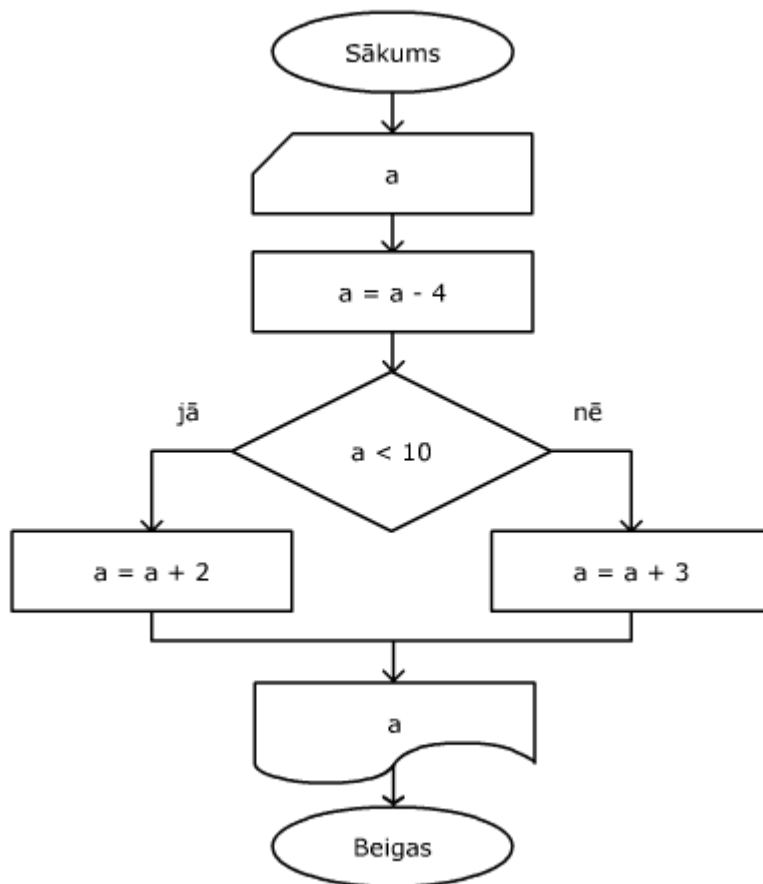 Sākums
a
a = a - 4
jā
nē
a < 10
a = a + 2
a = a + 3
a
Beigas